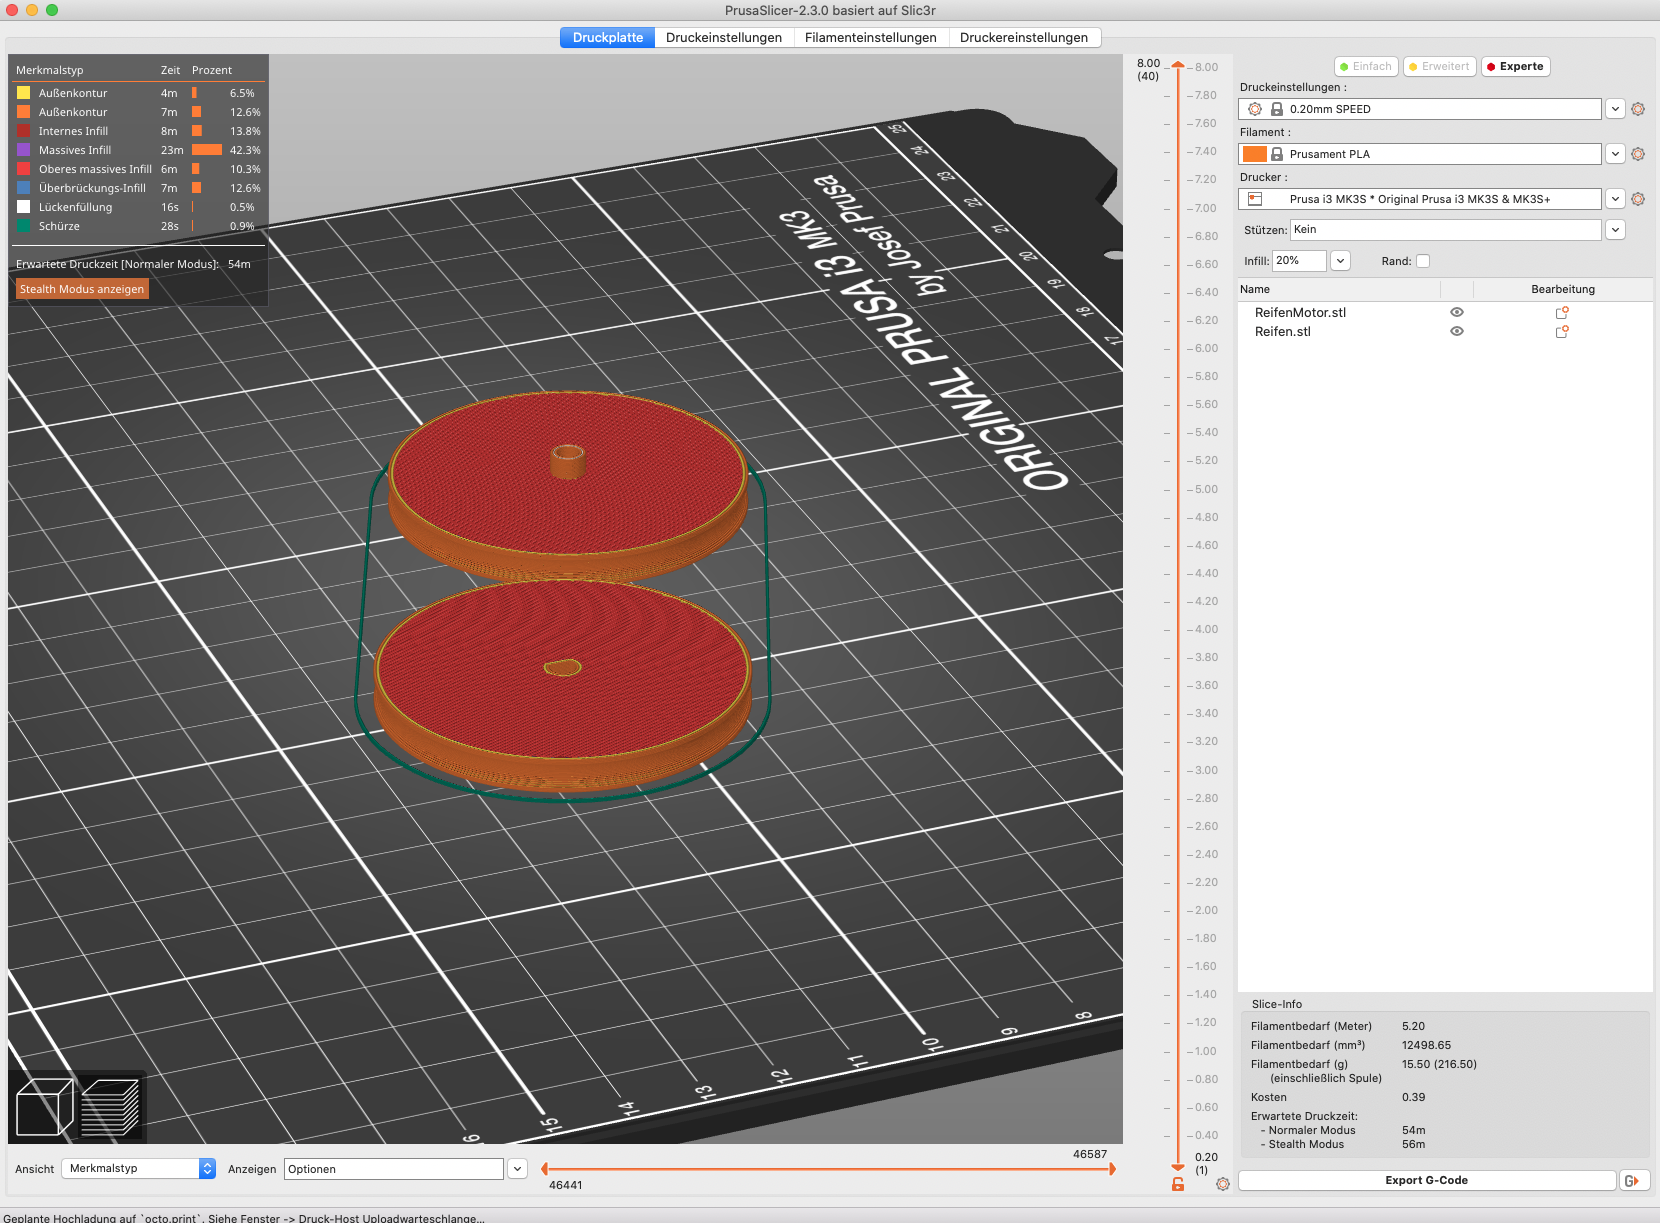 PrusaSlicer-2.3.0 basiert auf Slic3r
Druckplatte Druckeinstellungen Filamenteinstellungen Druckereinstellungen
Merkmalstyp Zeit Prozent
Außenkontur 4m 6.5%
Außenkontur 7m 12.6%
Internes Infill 8m 13.8%
Massives Infill 23m 42.3%
Oberes massives Infill 6m 10.3%
Überbrückungs-Infill 7m 12.6%
Lückenfüllung 16s 0.5%
Schürze 28s 0.9%
Erwartete Druckzeit [Normaler Modus]: 54m
Stealth Modus anzeigen
ORIGINAL PRUSA i3 MK3
by Josef Prusa
25
24
23
22
21
20
19
18
17
16
15
14
13
12
11
10
9
8
8.00
(40)
8.00
7.80
7.60
7.40
7.20
7.00
6.80
6.60
6.40
6.20
6.00
5.80
5.60
5.40
5.20
5.00
4.80
4.60
4.40
4.20
4.00
3.80
3.60
3.40
3.20
3.00
2.80
2.60
2.40
2.20
2.00
1.80
1.60
1.40
1.20
1.00
0.80
0.60
0.40
0.20
(1)
Einfach Erweitert Experte
Druckeinstellungen :
0.20mm SPEED
Filament :
Prusament PLA
Drucker :
Prusa i3 MK3S * Original Prusa i3 MK3S & MK3S+
Stützen: Kein
Infill: 20% Rand:
Name Bearbeitung
ReifenMotor.stl
Reifen.stl
Slice-Info
Filamentbedarf (Meter) 5.20
Filamentbedarf (mm³) 12498.65
Filamentbedarf (g) 15.50 (216.50)
(einschließlich Spule)
Kosten 0.39
Erwartete Druckzeit:
- Normaler Modus 54m
- Stealth Modus 56m
Export G-Code
G
Ansicht Merkmalstyp Anzeigen Optionen
46587
46441
Geplante Hochladung auf `octo.print`. Siehe Fenster -> Druck-Host Uploadwarteschlange...